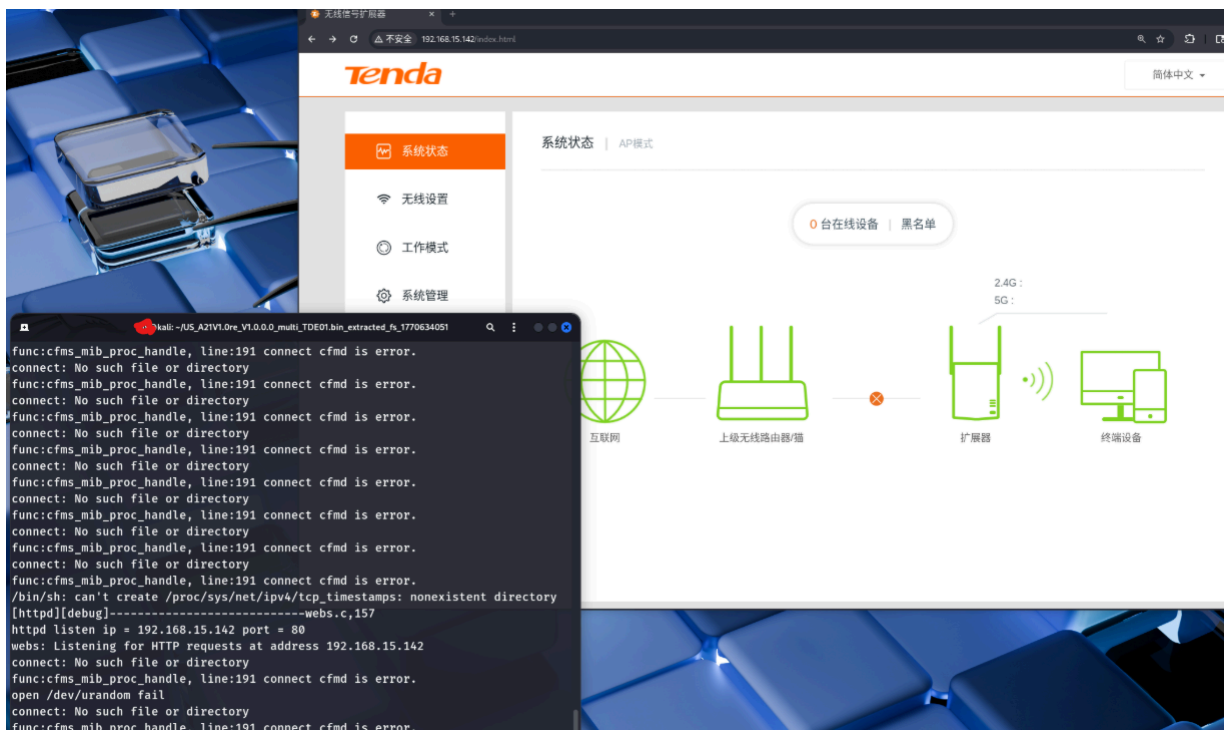 无线信号扩展器
不安全 192.168.15.142/index.html
Tenda
简体中文
系统状态
无线设置
工作模式
系统管理
系统状态 | AP模式
0 台在线设备 | 黑名单
2.4G :
5G :
互联网
上级无线路由器/猫
扩展器
终端设备
kali: ~/US_A21V1.0re_V1.0.0.0_multi_TDE01.bin_extracted_fs_1770634051
func:cfms_mib_proc_handle, line:191 connect cfmd is error.
connect: No such file or directory
func:cfms_mib_proc_handle, line:191 connect cfmd is error.
connect: No such file or directory
func:cfms_mib_proc_handle, line:191 connect cfmd is error.
connect: No such file or directory
func:cfms_mib_proc_handle, line:191 connect cfmd is error.
connect: No such file or directory
func:cfms_mib_proc_handle, line:191 connect cfmd is error.
connect: No such file or directory
func:cfms_mib_proc_handle, line:191 connect cfmd is error.
connect: No such file or directory
func:cfms_mib_proc_handle, line:191 connect cfmd is error.
connect: No such file or directory
func:cfms_mib_proc_handle, line:191 connect cfmd is error.
/bin/sh: can't create /proc/sys/net/ipv4/tcp_timestamps: nonexistent directory
[httpd][debug]----------------------------webs.c,157
httpd listen ip = 192.168.15.142 port = 80
webs: Listening for HTTP requests at address 192.168.15.142
connect: No such file or directory
func:cfms_mib_proc_handle, line:191 connect cfmd is error.
open /dev/urandom fail
connect: No such file or directory
func:cfms_mib_proc_handle, line:191 connect cfmd is error.